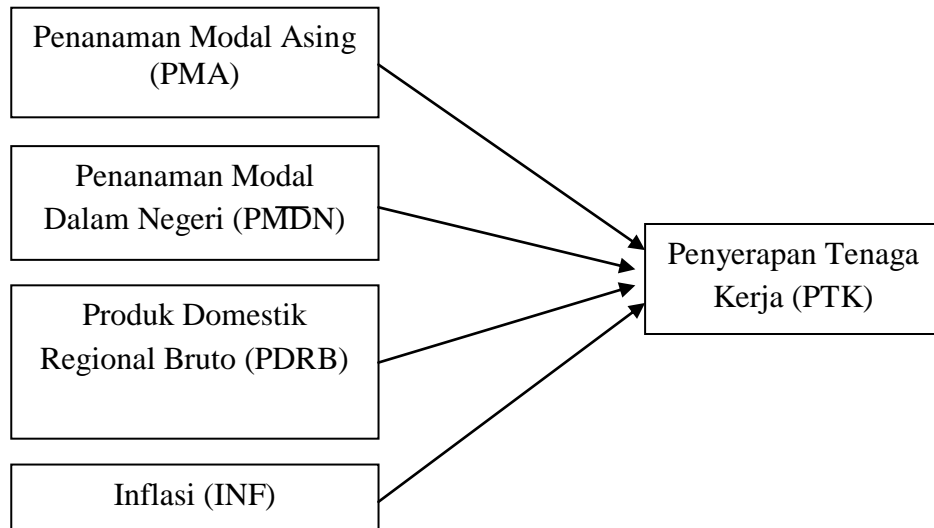 Penanaman Modal Asing
(PMA)
Penanaman Modal
Dalam Negeri (PMDN)
Produk Domestik
Regional Bruto (PDRB)
Inflasi (INF)
Penyerapan Tenaga
Kerja (PTK)